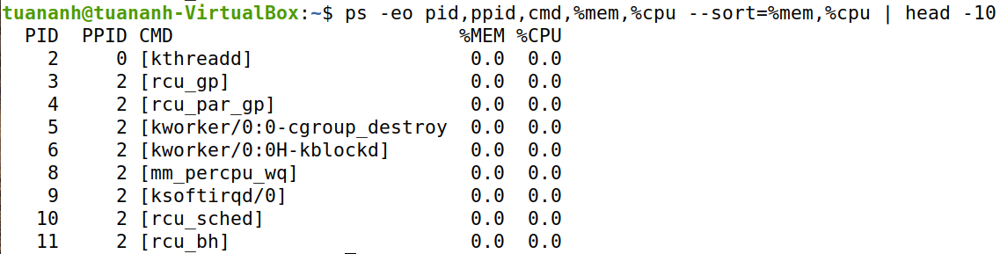 tuananh@tuananh-VirtualBox:~$ ps -eo pid,ppid,cmd,%mem,%cpu --sort=%mem,%cpu | head -10
PID PPID CMD %MEM %CPU
2 0 [kthreadd] 0.0 0.0
3 2 [rcu_gp] 0.0 0.0
4 2 [rcu_par_gp] 0.0 0.0
5 2 [kworker/0:0-cgroup_destroy 0.0 0.0
6 2 [kworker/0:0H-kblockd] 0.0 0.0
8 2 [mm_percpu_wq] 0.0 0.0
9 2 [ksoftirqd/0] 0.0 0.0
10 2 [rcu_sched] 0.0 0.0
11 2 [rcu_bh] 0.0 0.0